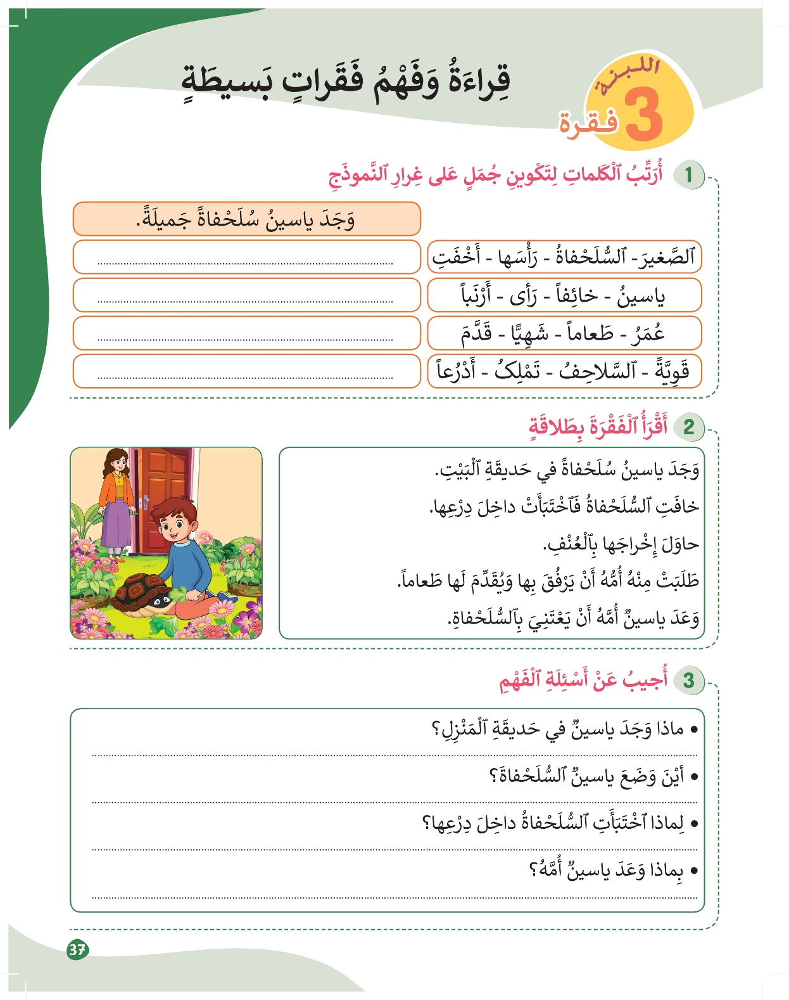 اللبنة
3
فقرة
قِراءَةُ وَفَهْمُ فَقَراتٍ بَسيطَةٍ
1 أُرَتِّبُ ٱلْكَلماتِ لِتَكْوينِ جُمَلٍ عَلى غِرارِ ٱلنَّموذَجِ
وَجَدَ ياسينُ سُلَحْفاةً جَميلَةً.
ٱلصَّغيرَ - ٱلسُّلَحْفاةُ - رَأْسَها - أَخْفَتِ
ياسينُ - خائِفاً - رَأى - أَرْنَباً
عُمَرُ - طَعاماً - شَهِيًّا - قَدَّمَ
قَوِيَّةً - ٱلسَّلاحِفُ - تَمْلِكُ - أَدْرُعاً
2 أَقْرَأُ ٱلْفَقْرَةَ بِطَلاقَةٍ
وَجَدَ ياسينُ سُلَحْفاةً في حَديقَةِ ٱلْبَيْتِ.
خافَتِ ٱلسُّلَحْفاةُ فَٱخْتَبَأَتْ داخِلَ دِرْعِها.
حاوَلَ إِخْراجَها بِٱلْعُنْفِ.
طَلَبَتْ مِنْهُ أُمُّهُ أَنْ يَرْفُقَ بِها وَيُقَدِّمَ لَها طَعاماً.
وَعَدَ ياسينٌ أُمَّهُ أَنْ يَعْتَنِيَ بِٱلسُّلَحْفاةِ.
3 أُجيبُ عَنْ أَسْئِلَةِ ٱلْفَهْمِ
• ماذا وَجَدَ ياسينٌ في حَديقَةِ ٱلْمَنْزِلِ؟
• أيْنَ وَضَعَ ياسينٌ ٱلسُّلَحْفاةَ؟
• لِماذا ٱخْتَبَأَتِ ٱلسُّلَحْفاةُ داخِلَ دِرْعِها؟
• بِماذا وَعَدَ ياسينٌ أُمَّهُ؟
37